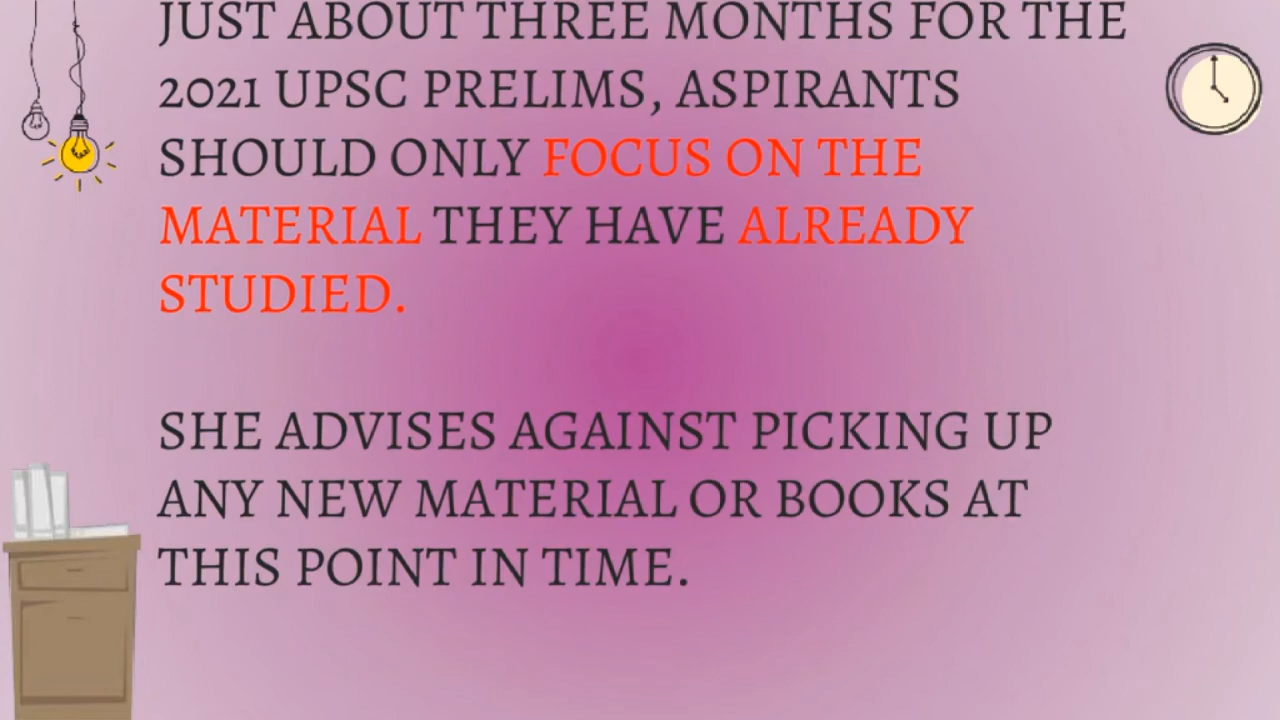 JUST ABOUT THREE MONTHS FOR THE
2021 UPSC PRELIMS, ASPIRANTS
SHOULD ONLY FOCUS ON THE
MATERIAL THEY HAVE ALREADY
STUDIED.
SHE ADVISES AGAINST PICKING UP
ANY NEW MATERIAL OR BOOKS AT
THIS POINT IN TIME.